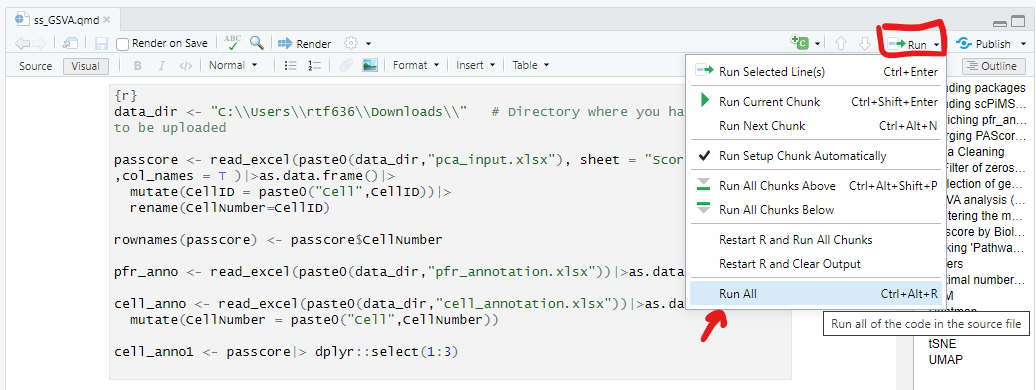 ss_GSVA.qmd
Render on Save ABC Render C Run Publish
Source Visual B I </> Normal Format Insert Table Outline
Run Selected Line(s) Ctrl+Enter
Run Current Chunk Ctrl+Shift+Enter
Run Next Chunk Ctrl+Alt+N
Run Setup Chunk Automatically
Run All Chunks Above Ctrl+Alt+Shift+P
Run All Chunks Below
Restart R and Run All Chunks
Restart R and Clear Output
Run All Ctrl+Alt+R
Run all of the code in the source file
{r}
data_dir <- "C:\\Users\\rtf636\\Downloads\\" # Directory where you ha
to be uploaded
passcore <- read_excel(paste0(data_dir,"pca_input.xlsx"), sheet = "Scor
,col_names = T )|>as.data.frame()|>
mutate(CellID = paste0("Cell",CellID))|>
rename(CellNumber=CellID)
rownames(passcore) <- passcore$CellNumber
pfr_anno <- read_excel(paste0(data_dir,"pfr_annotation.xlsx"))|>as.data
cell_anno <- read_excel(paste0(data_dir,"cell_annotation.xlsx"))|>as.da
mutate(CellNumber = paste0("Cell",CellNumber))
cell_anno1 <- passcore|> dplyr::select(1:3)
ading packages
ading scPiMS...
iching pfr_an...
rging PAScor...
a Cleaning
Filter of zeros...
lection of ge...
VA analysis (...
tering the m...
score by Biol...
king 'Pathwa...
ers
imal number...
M
tSNE
UMAP